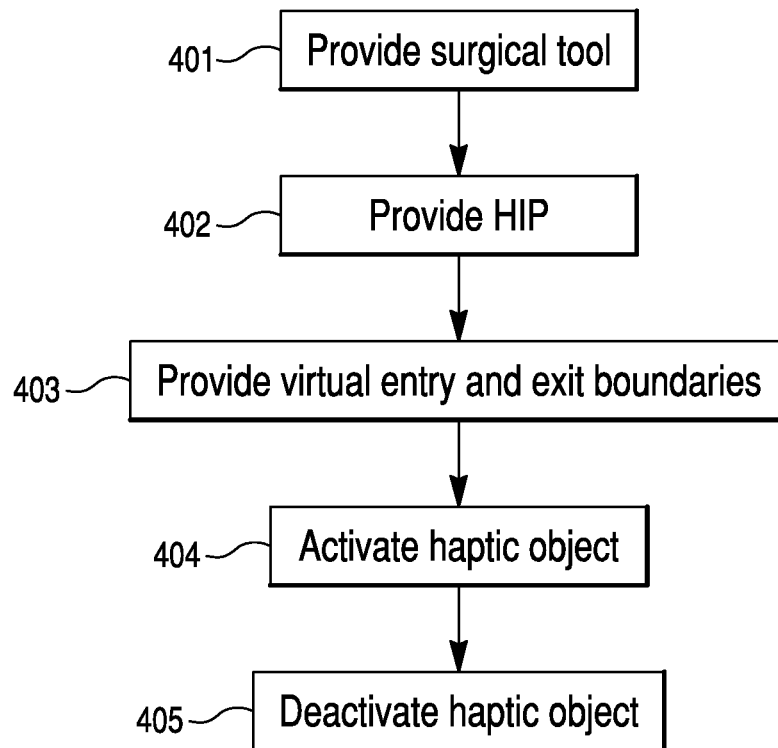 401 Provide surgical tool
402 Provide HIP
403 Provide virtual entry and exit boundaries
404 Activate haptic object
405 Deactivate haptic object